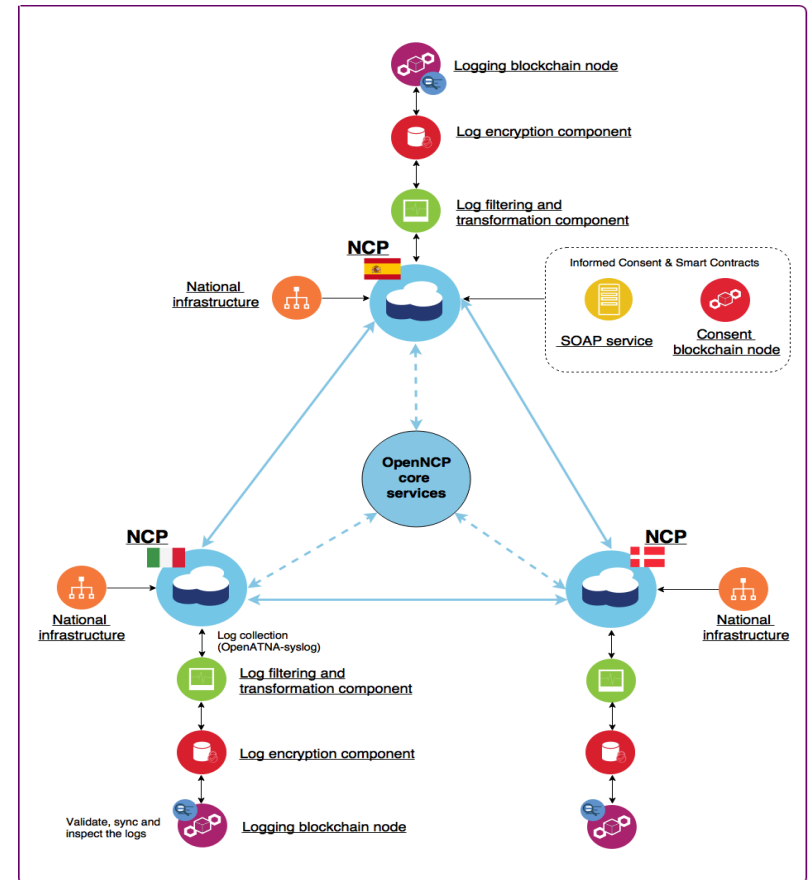 Logging blockchain node
Log encryption component
Log filtering and
transformation component
NCP
National
infrastructure
Informed Consent & Smart Contracts
SOAP service
Consent
blockchain node
OpenNCP
core
services
NCP
NCP
National
infrastructure
National
infrastructure
Log collection
(OpenATNA-syslog)
Log filtering and
transformation component
Log encryption component
Validate, sync and
inspect the logs
Logging blockchain node